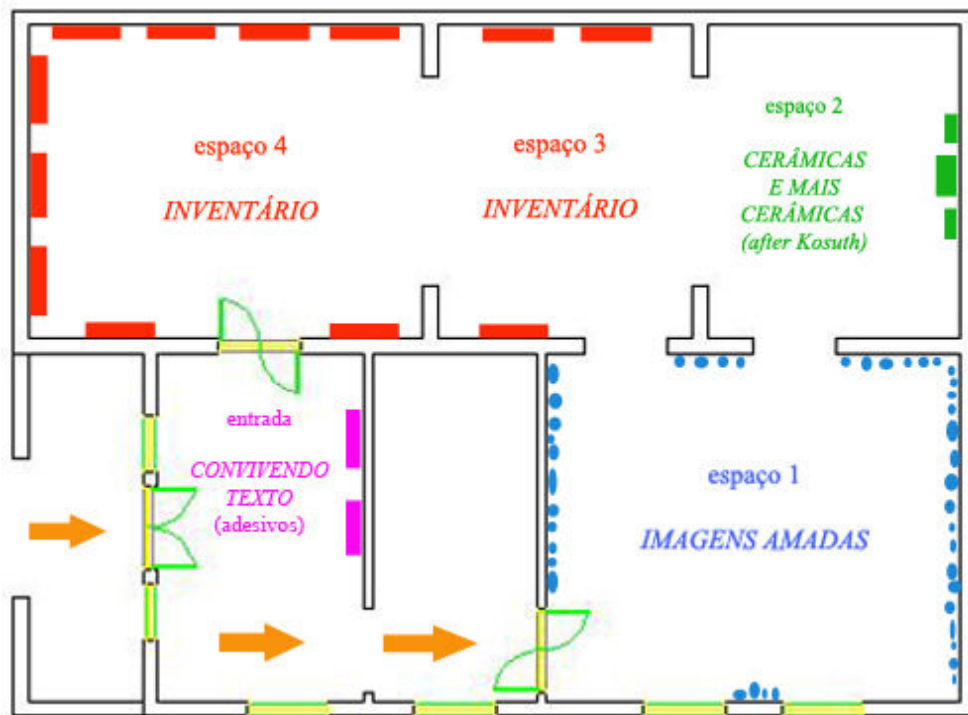 espaço 4
INVENTÁRIO
espaço 3
INVENTÁRIO
espaço 2
CERÂMICAS
E MAIS
CERÂMICAS
(after Kosuth)
entrada
CONVIVENDO
TEXTO
(adesivos)
espaço 1
IMAGENS AMADAS